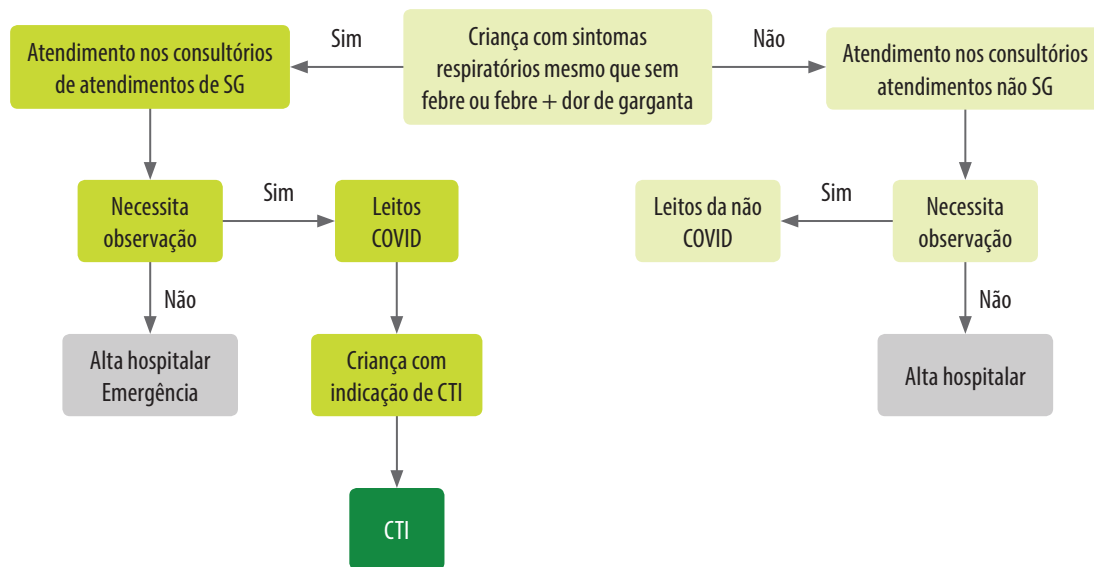 Criança com sintomas
respiratórios mesmo que sem
febre ou febre + dor de garganta
Sim
Não
Atendimento nos consultórios
de atendimentos de SG
Atendimento nos consultórios
atendimentos não SG
Necessita
observação
Sim
Leitos
COVID
Leitos da não
COVID
Sim
Necessita
observação
Não
Não
Alta hospitalar
Emergência
Criança com
indicação de CTI
Alta hospitalar
CTI